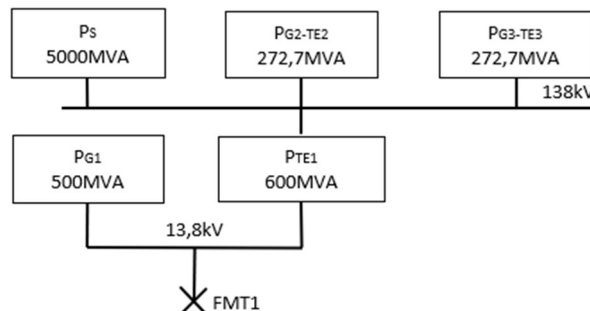 Ps
5000MVA
PG2-TE2
272,7MVA
PG3-TE3
272,7MVA
138kV
PG1
500MVA
PTE1
600MVA
13,8kV
FMT1